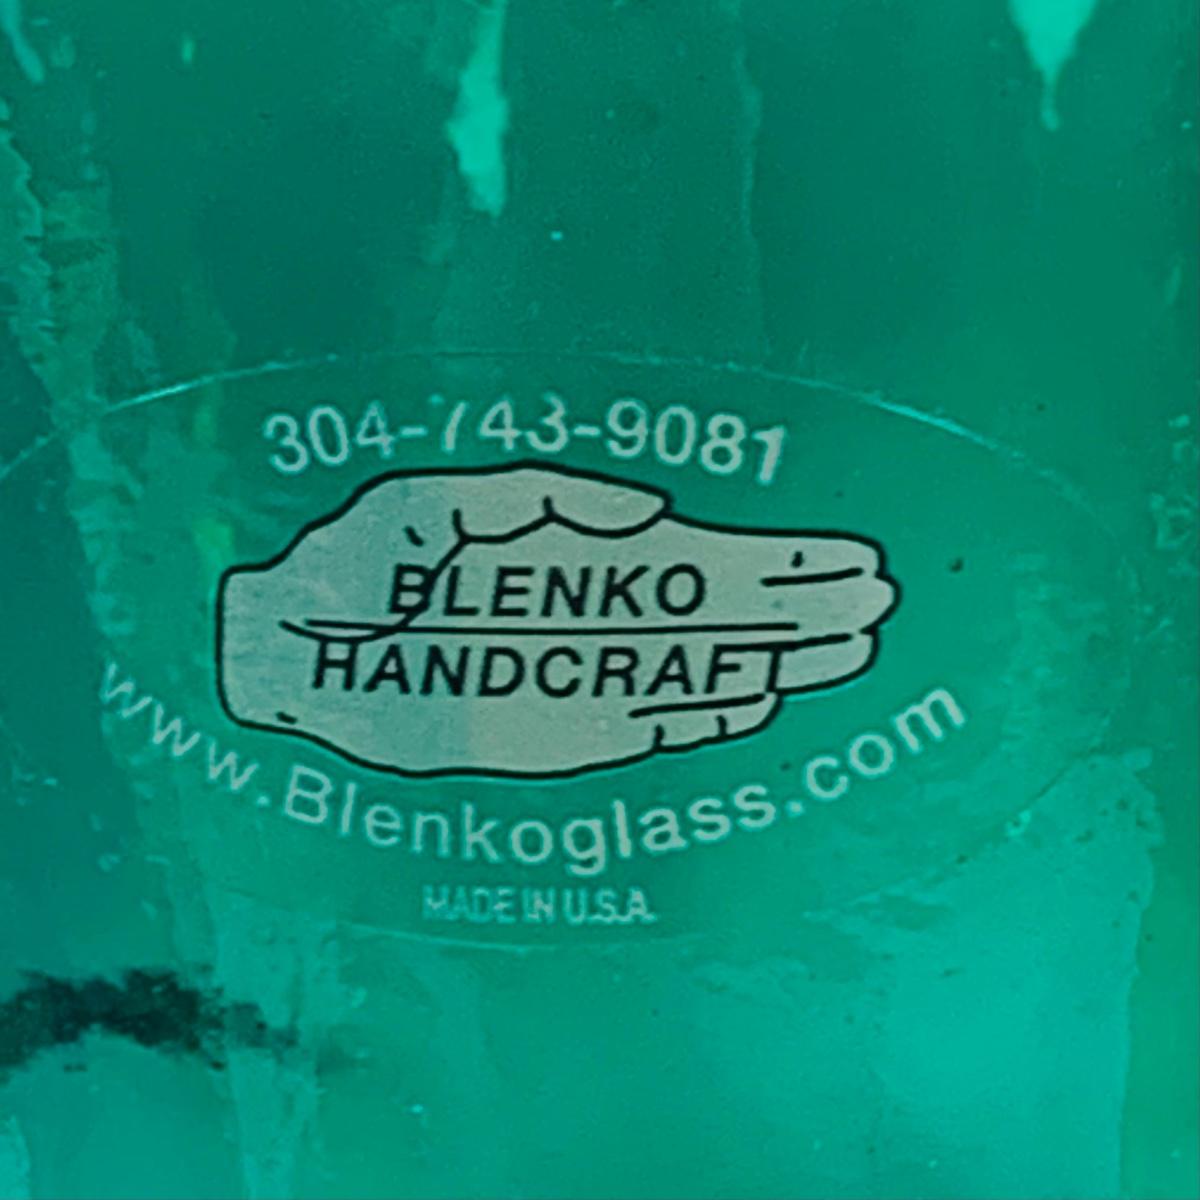 304-743-9081
BLENKO
HANDCRAFT
www.Blenkoglass.com
MADE IN U.S.A.